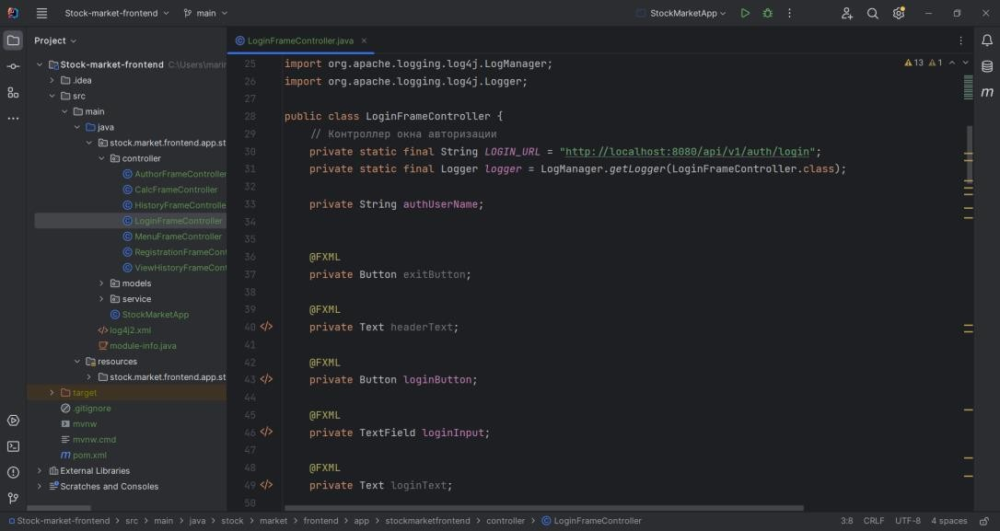 Stock-market-frontend
main
StockMarketApp
Project
LoginFrameController.java
Stock-market-frontend C:\Users\marin
.idea
src
main
java
stock.market.frontend.app.st
controller
AuthorFrameController
CalcFrameController
HistoryFrameControlle
LoginFrameController
MenuFrameController
RegistrationFrameCont
ViewHistoryFrameCont
models
service
StockMarketApp
log4j2.xml
module-info.java
resources
stock.market.frontend.app.st
target
.gitignore
mvnw
mvnw.cmd
pom.xml
External Libraries
Scratches and Consoles
13 1
25 import org.apache.logging.log4j.LogManager;
26 import org.apache.logging.log4j.Logger;
27
28 public class LoginFrameController {
29 // Контроллер окна авторизации
30 private static final String LOGIN_URL = "http://localhost:8080/api/v1/auth/login";
31 private static final Logger logger = LogManager.getLogger(LoginFrameController.class);
32
33 private String authUserName;
34
35
36 @FXML
37 private Button exitButton;
38
39 @FXML
40 private Text headerText;
41
42 @FXML
43 private Button loginButton;
44
45 @FXML
46 private TextField loginInput;
47
48 @FXML
49 private Text loginText;
50
Stock-market-frontend > src > main > java > stock > market > frontend > app > stockmarketfrontend > controller > LoginFrameController
3:8 CRLF UTF-8 4 spaces